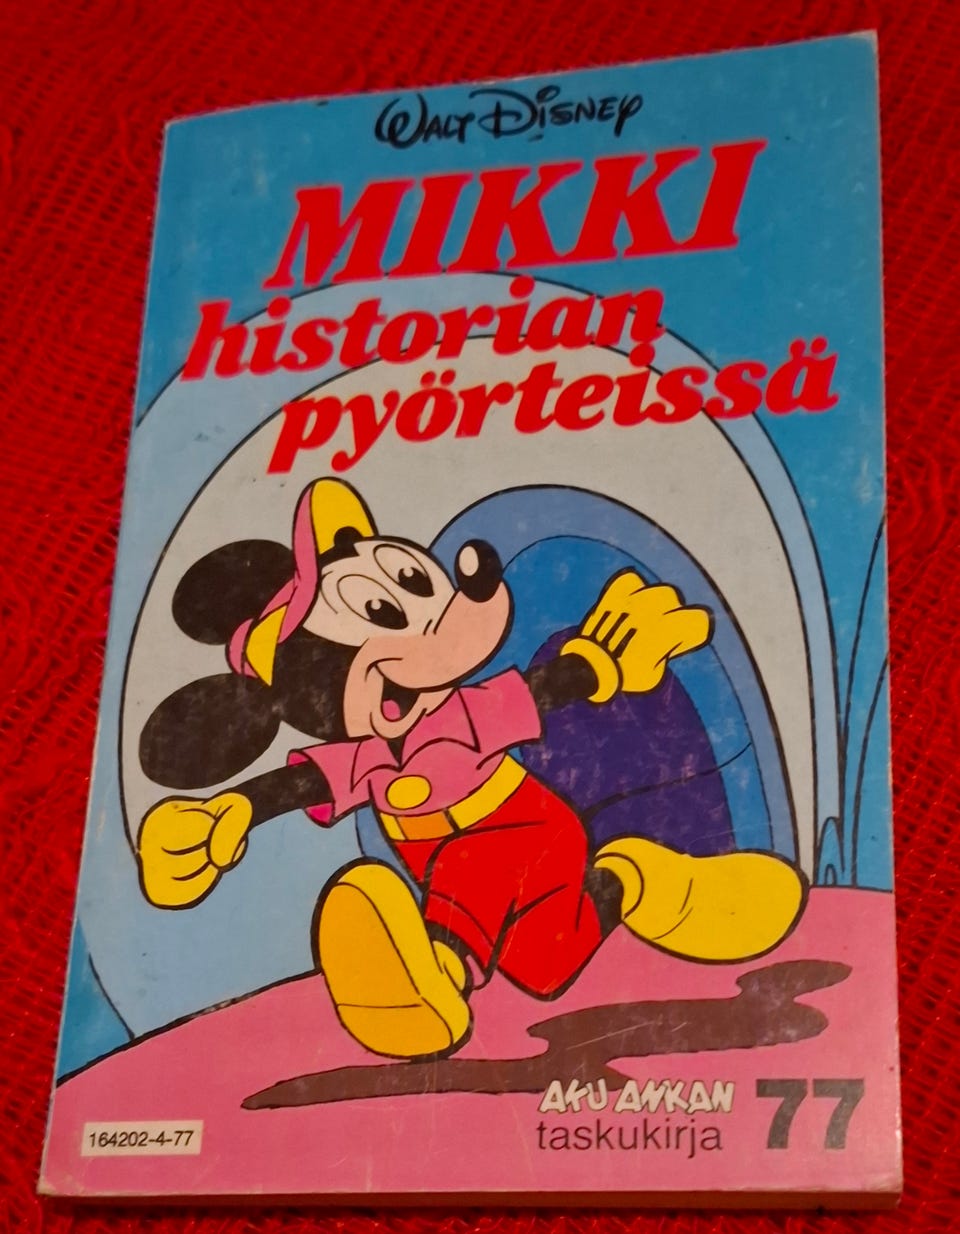 WALT DISNEY
MIKKI
historian
pyörteissä
AKU ANKAN
taskukirja 77
164202-4-77